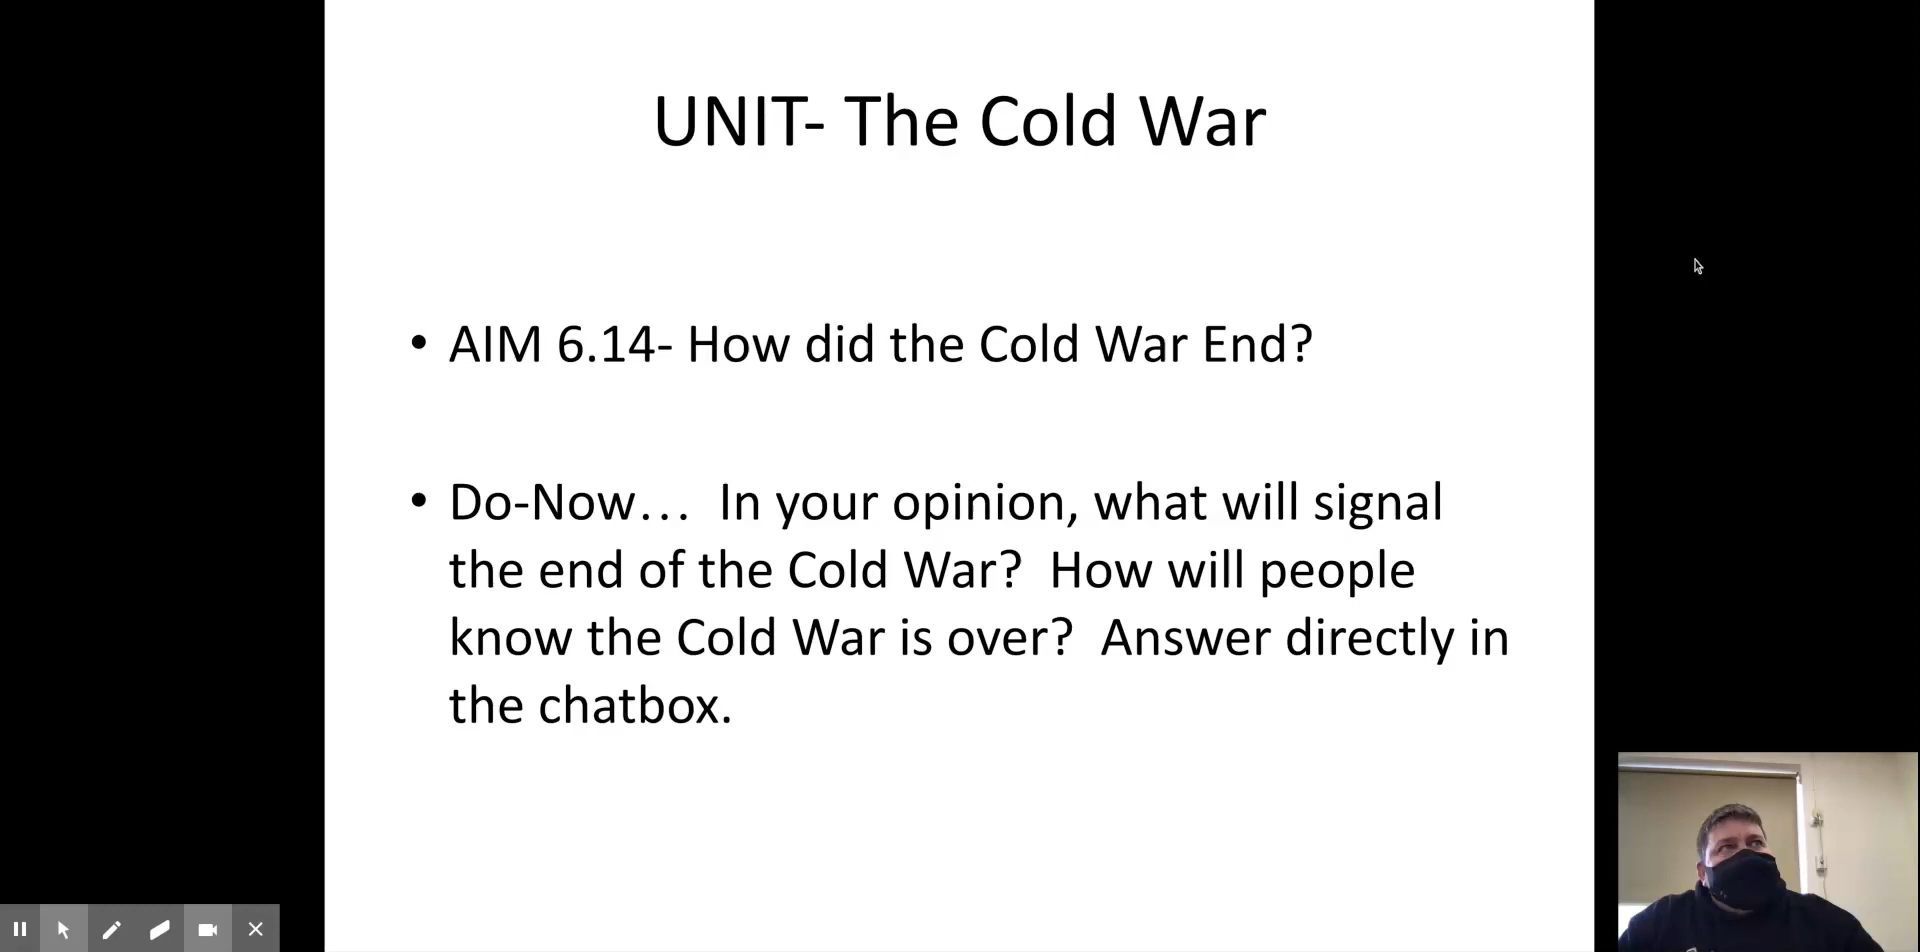 UNIT- The Cold War
• AIM 6.14- How did the Cold War End?
• Do-Now…  In your opinion, what will signal
the end of the Cold War?  How will people
know the Cold War is over?  Answer directly in
the chatbox.